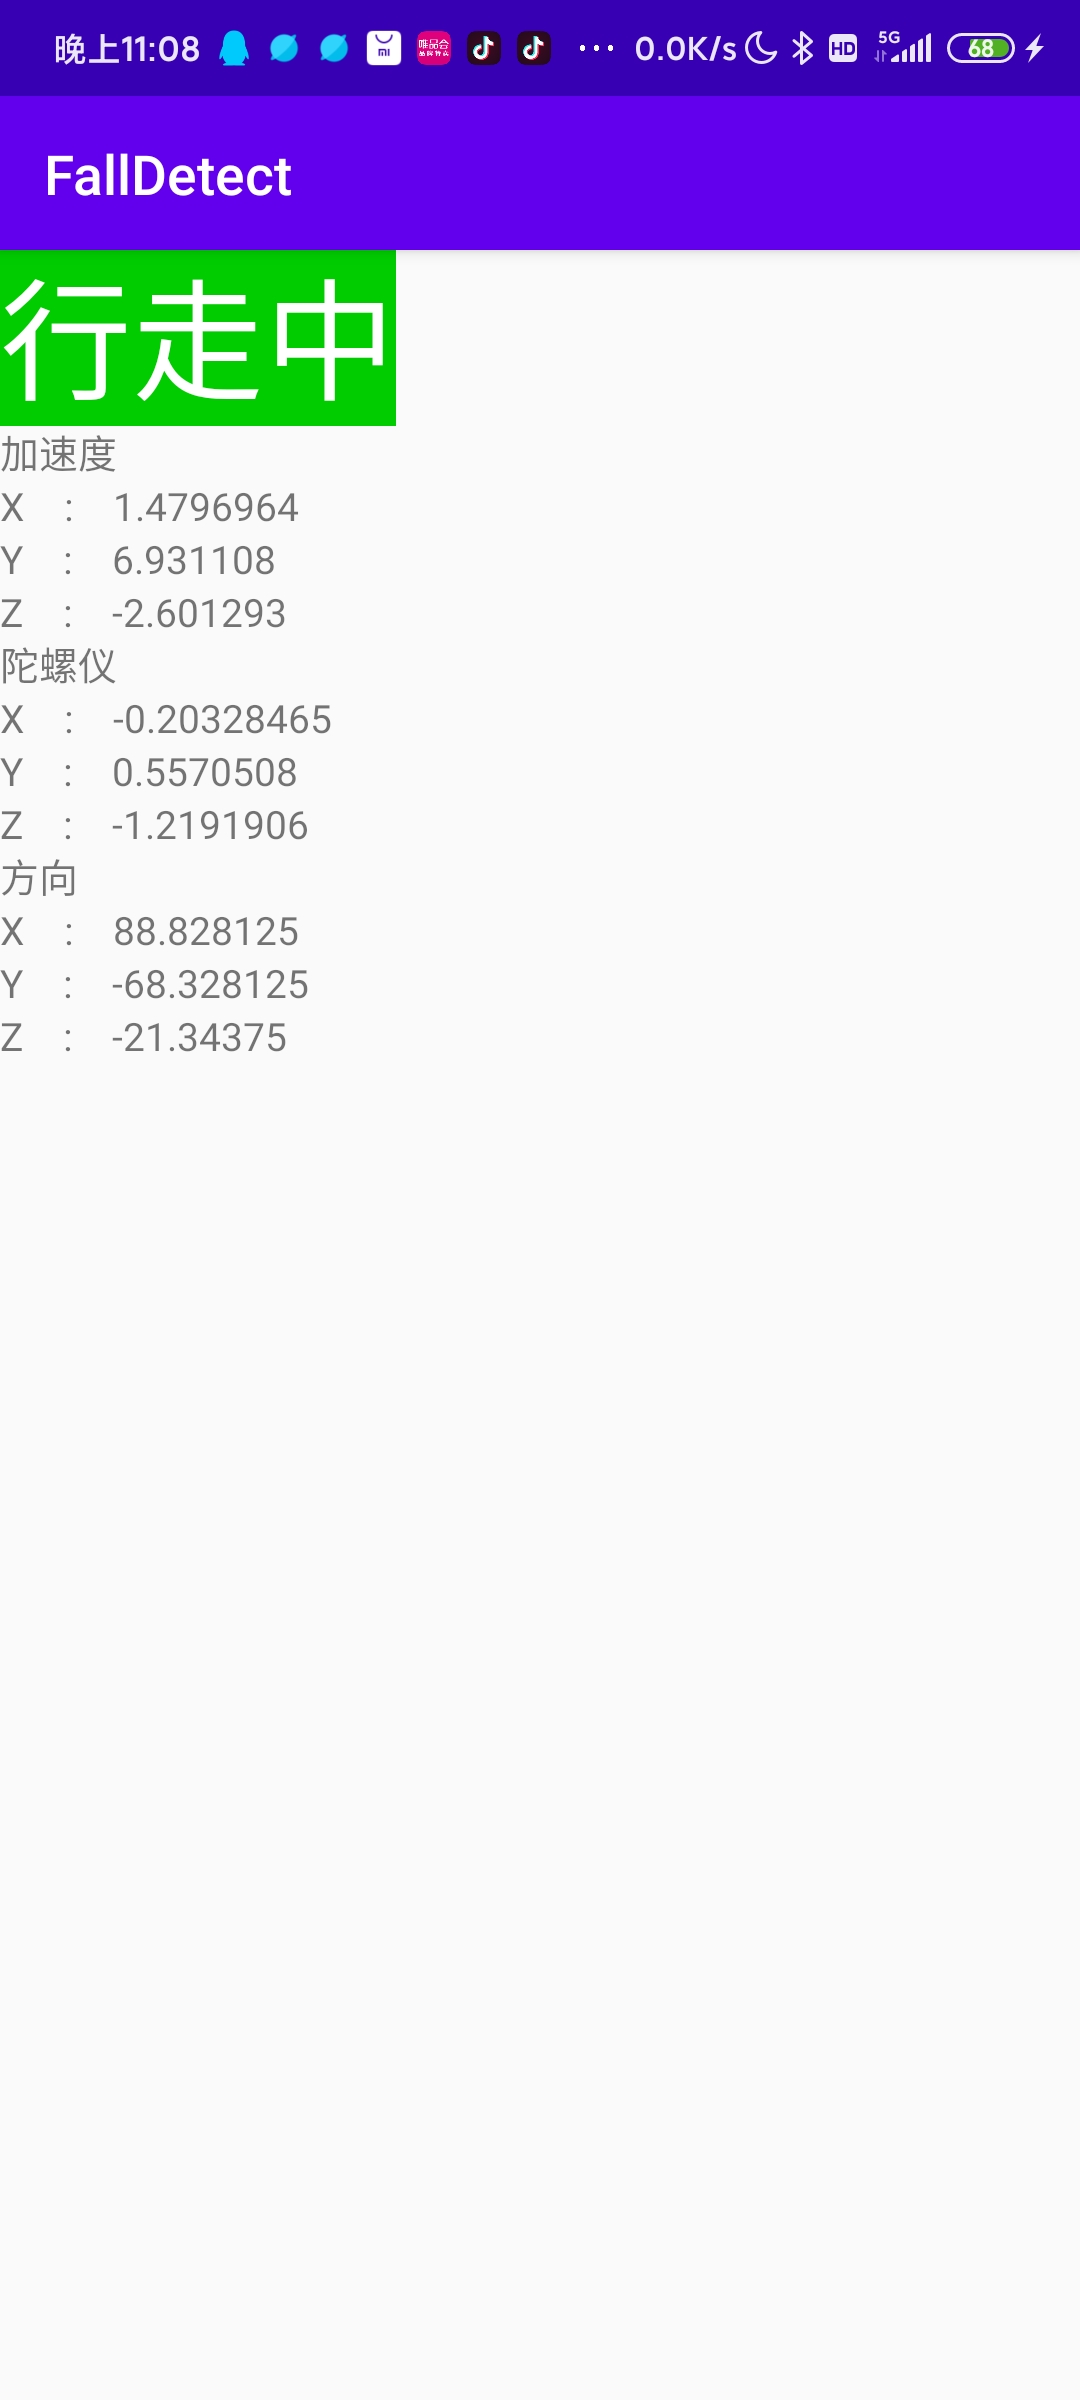 晚上11:08 0.0K/s HD 5G 68
FallDetect
行走中
加速度
X : 1.4796964
Y : 6.931108
Z : -2.601293
陀螺仪
X : -0.20328465
Y : 0.5570508
Z : -1.2191906
方向
X : 88.828125
Y : -68.328125
Z : -21.34375